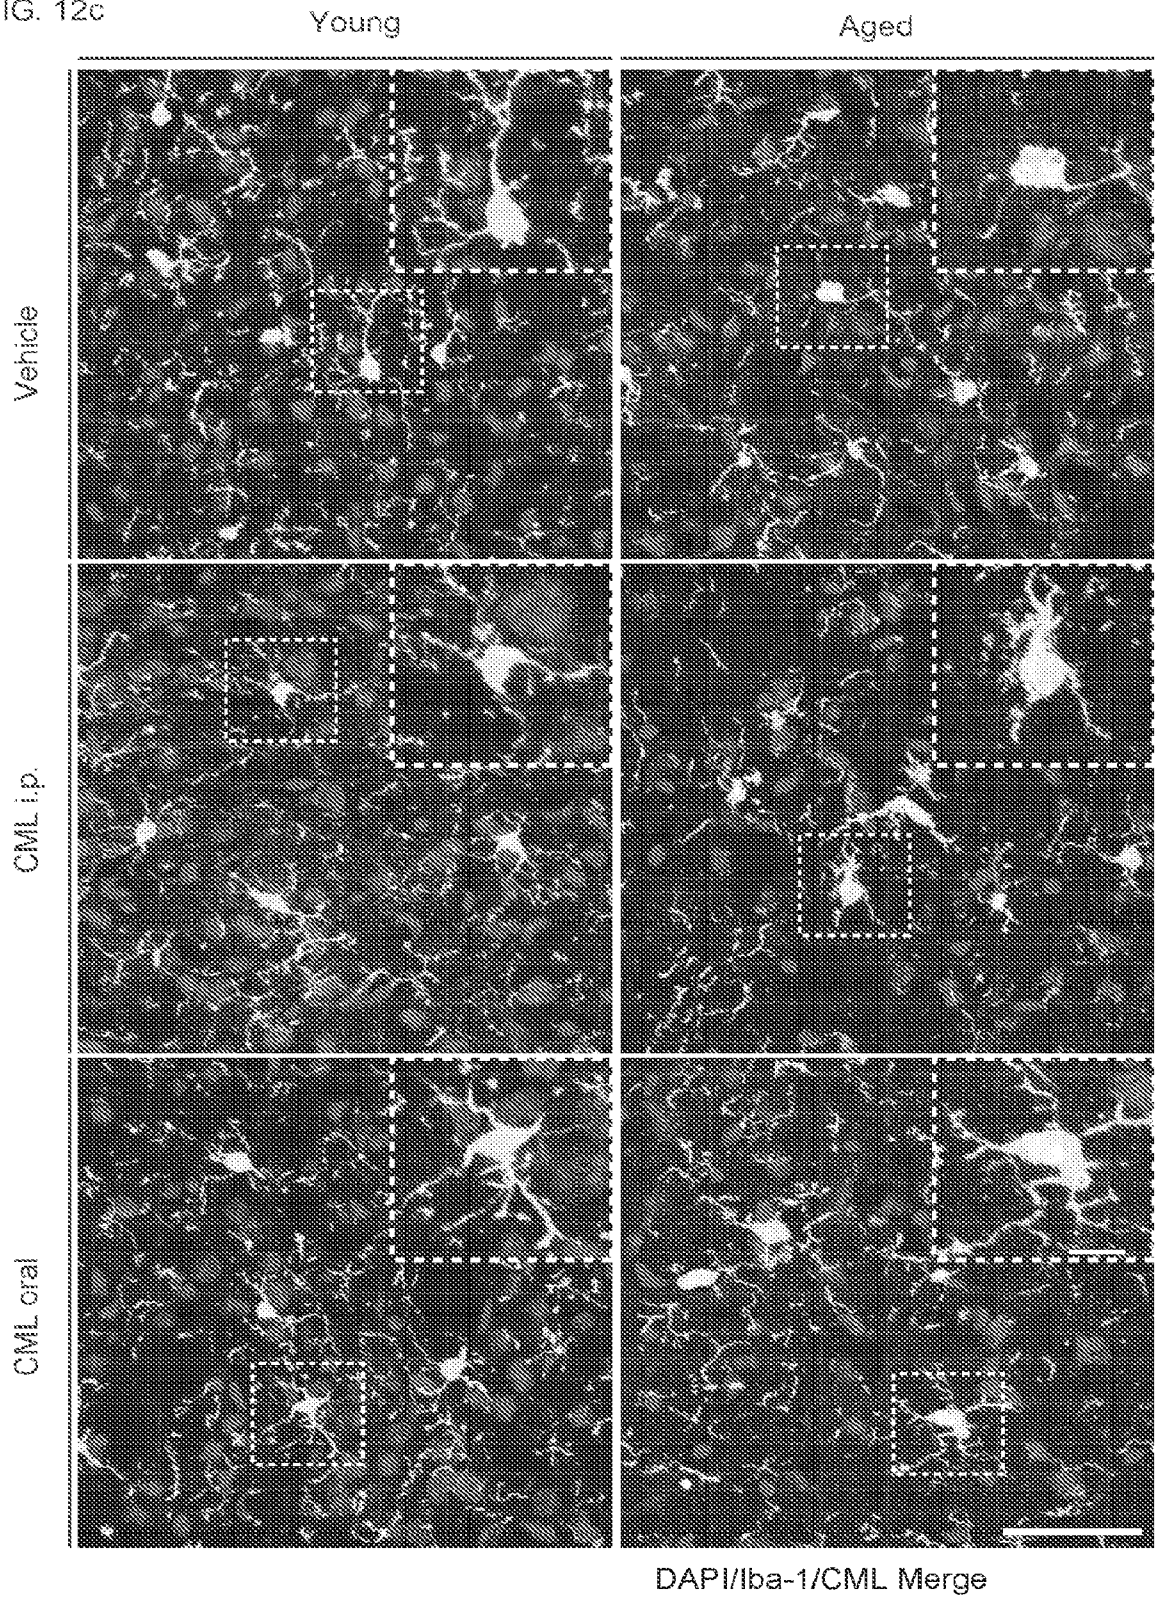 IG. 12c
Young
Aged
Vehicle
CML i.p.
CML oral
DAPI/Iba-1/CML Merge